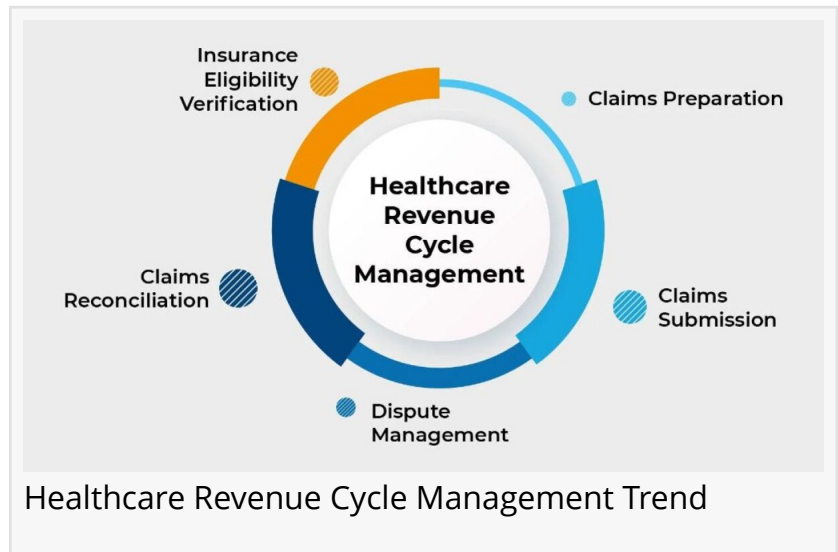 Insurance
Eligibility
Verification
Claims Preparation
Healthcare
Revenue
Cycle
Management
Claims
Reconciliation
Claims
Submission
Dispute
Management
Healthcare Revenue Cycle Management Trend